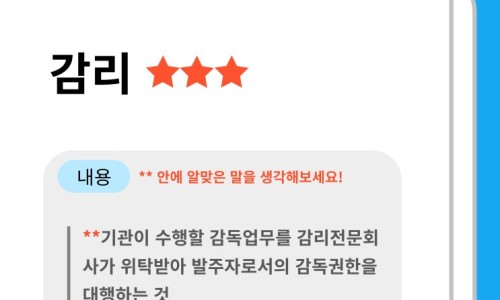 감리 ★★★
내용 ** 안에 알맞은 말을 생각해보세요!
**기관이 수행할 감독업무를 감리전문회
사가 위탁받아 발주자로서의 감독권한을
대행하는 것